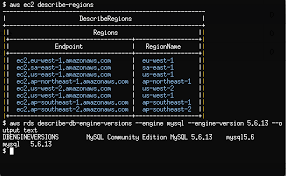 $ aws ec2 describe-regions
DescribeRegions
Regions
Endpoint | RegionName
ec2.eu-west-1.amazonaws.com | eu-west-1
ec2.sa-east-1.amazonaws.com | sa-east-1
ec2.us-east-1.amazonaws.com | us-east-1
ec2.ap-northeast-1.amazonaws.com | ap-northeast-1
ec2.us-west-2.amazonaws.com | us-west-2
ec2.us-west-1.amazonaws.com | us-west-1
ec2.ap-southeast-1.amazonaws.com | ap-southeast-1
ec2.ap-southeast-2.amazonaws.com | ap-southeast-2
$ aws rds describe-db-engine-versions --engine mysql --engine-version 5.6.13 --o
utput text
DBENGINEVERSIONS MySQL Community Edition MySQL 5.6.13 mysql5.6
mysql 5.6.13
$